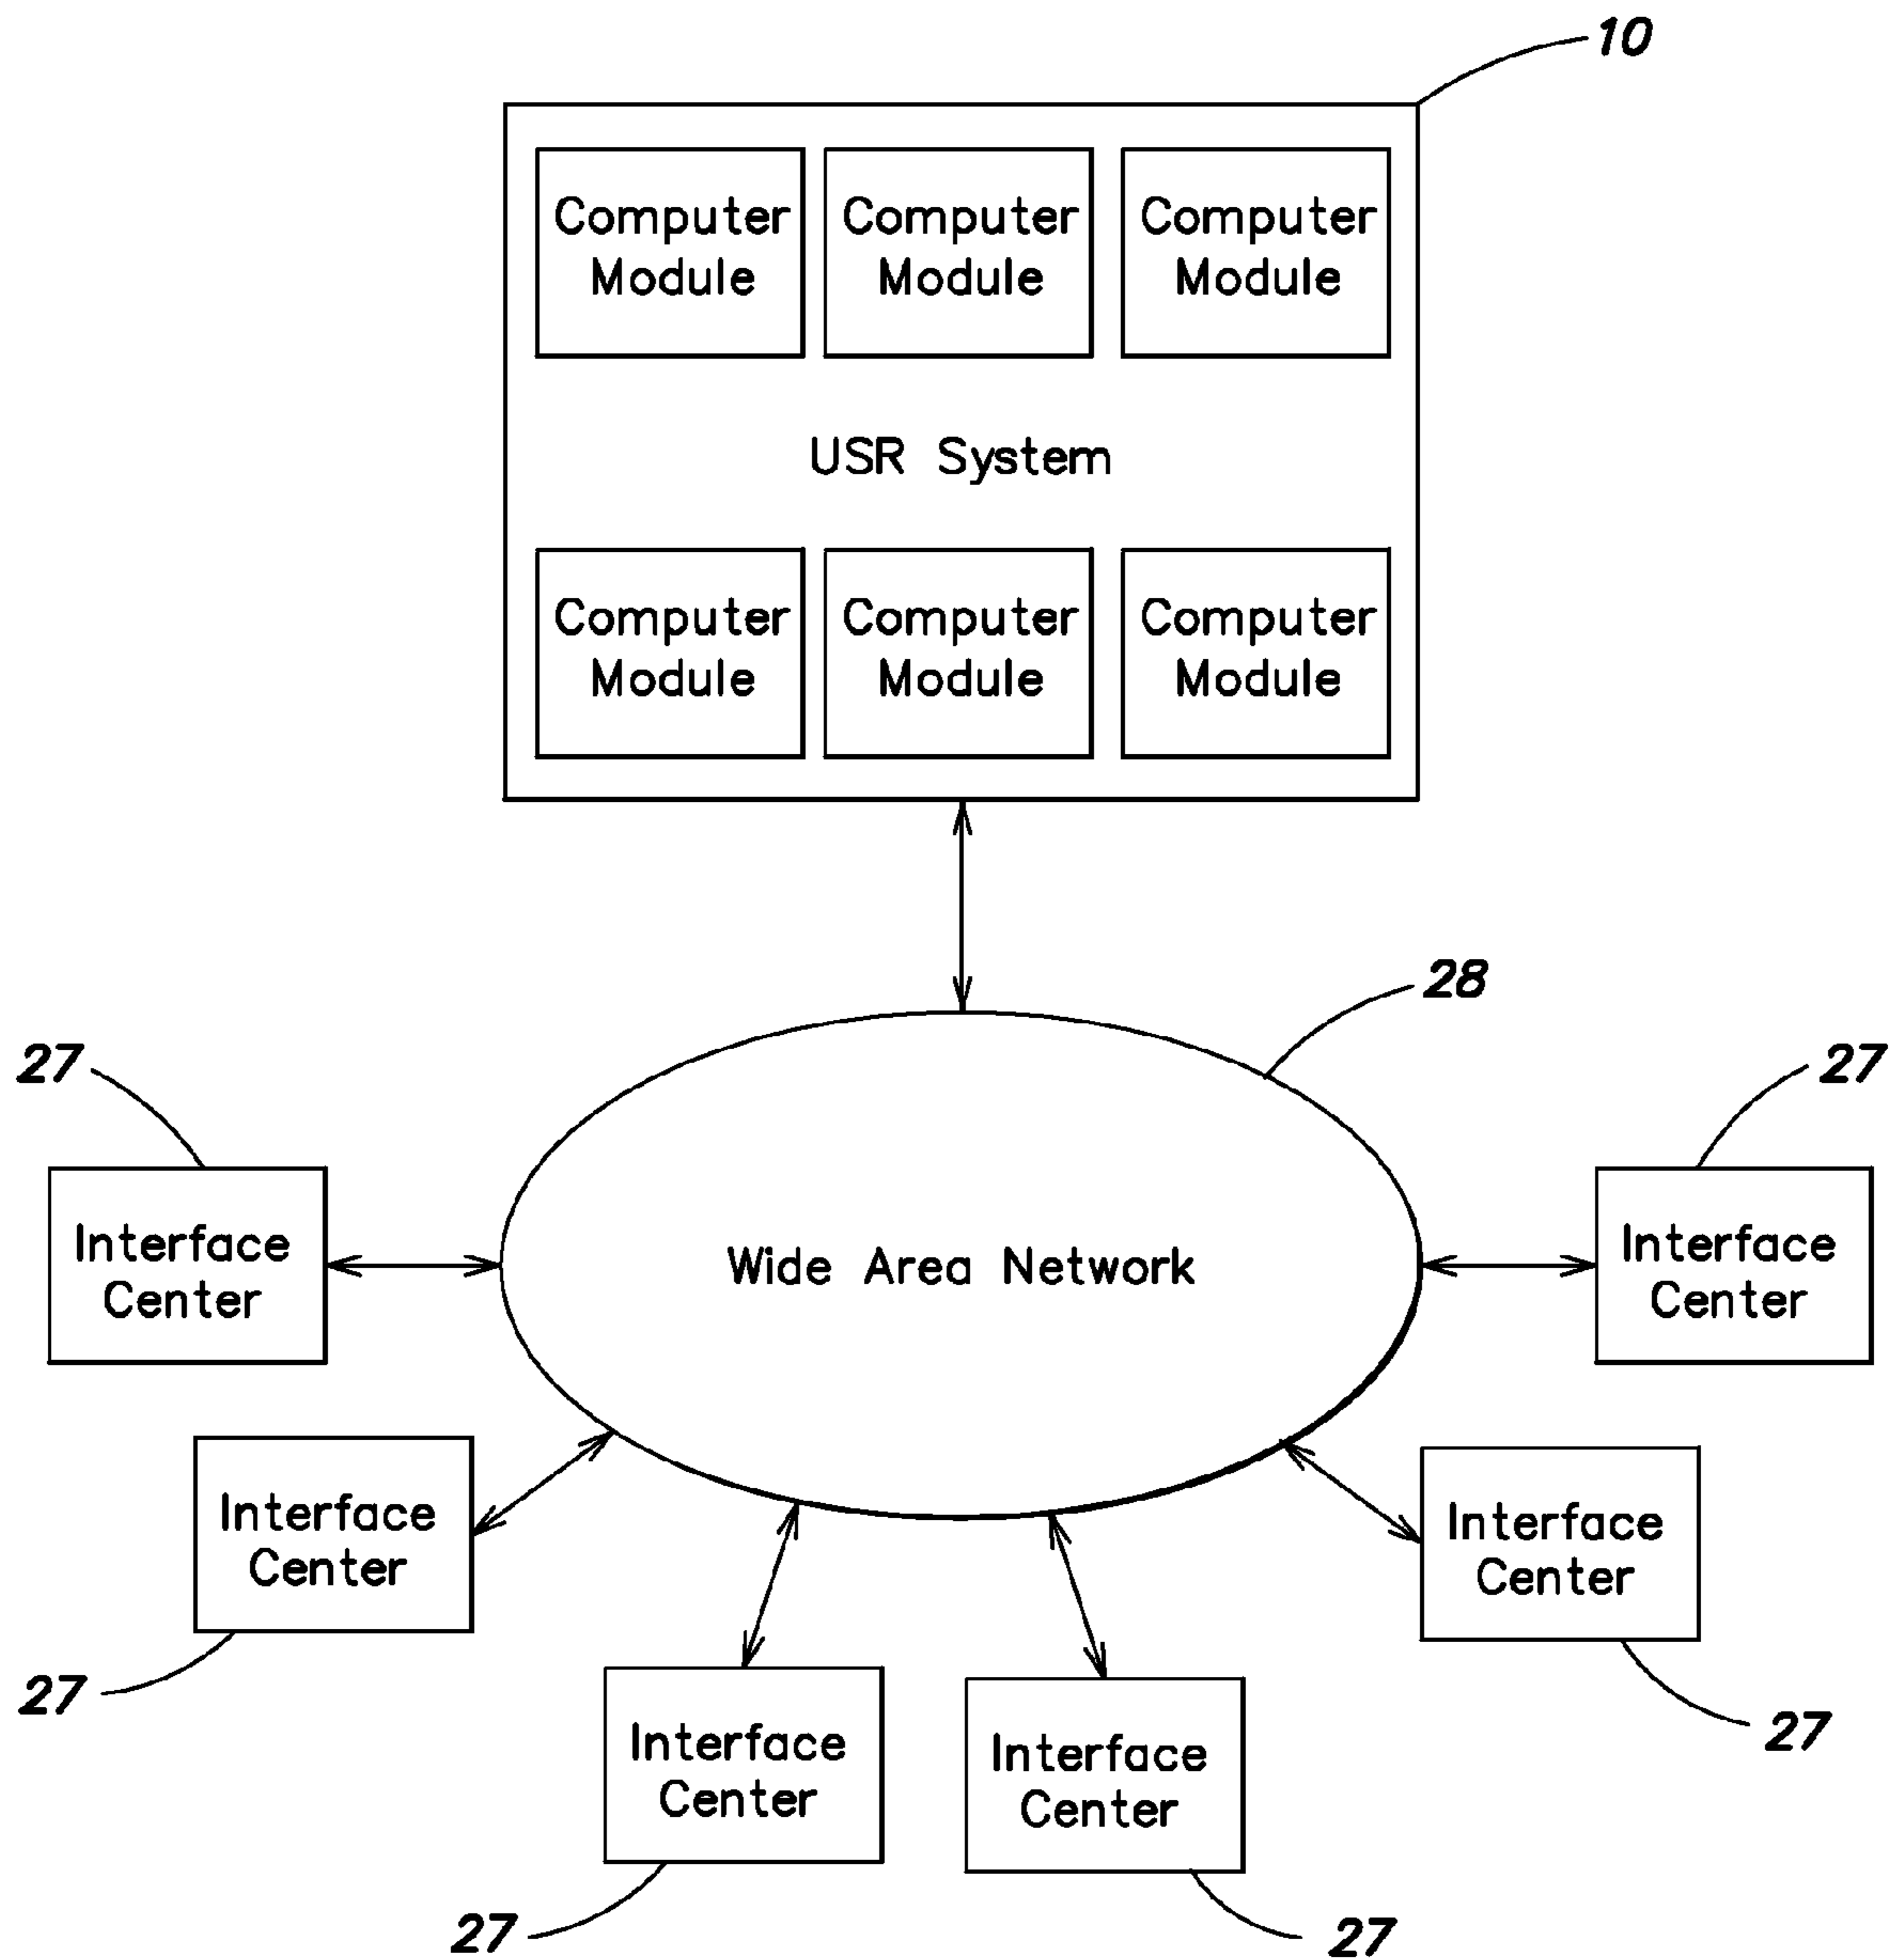 10
Computer
Module
Computer
Module
Computer
Module
USR System
Computer
Module
Computer
Module
Computer
Module
28
27
27
Interface
Center
Wide Area Network
Interface
Center
Interface
Center
Interface
Center
27
27
Interface
Center
Interface
Center
27
27